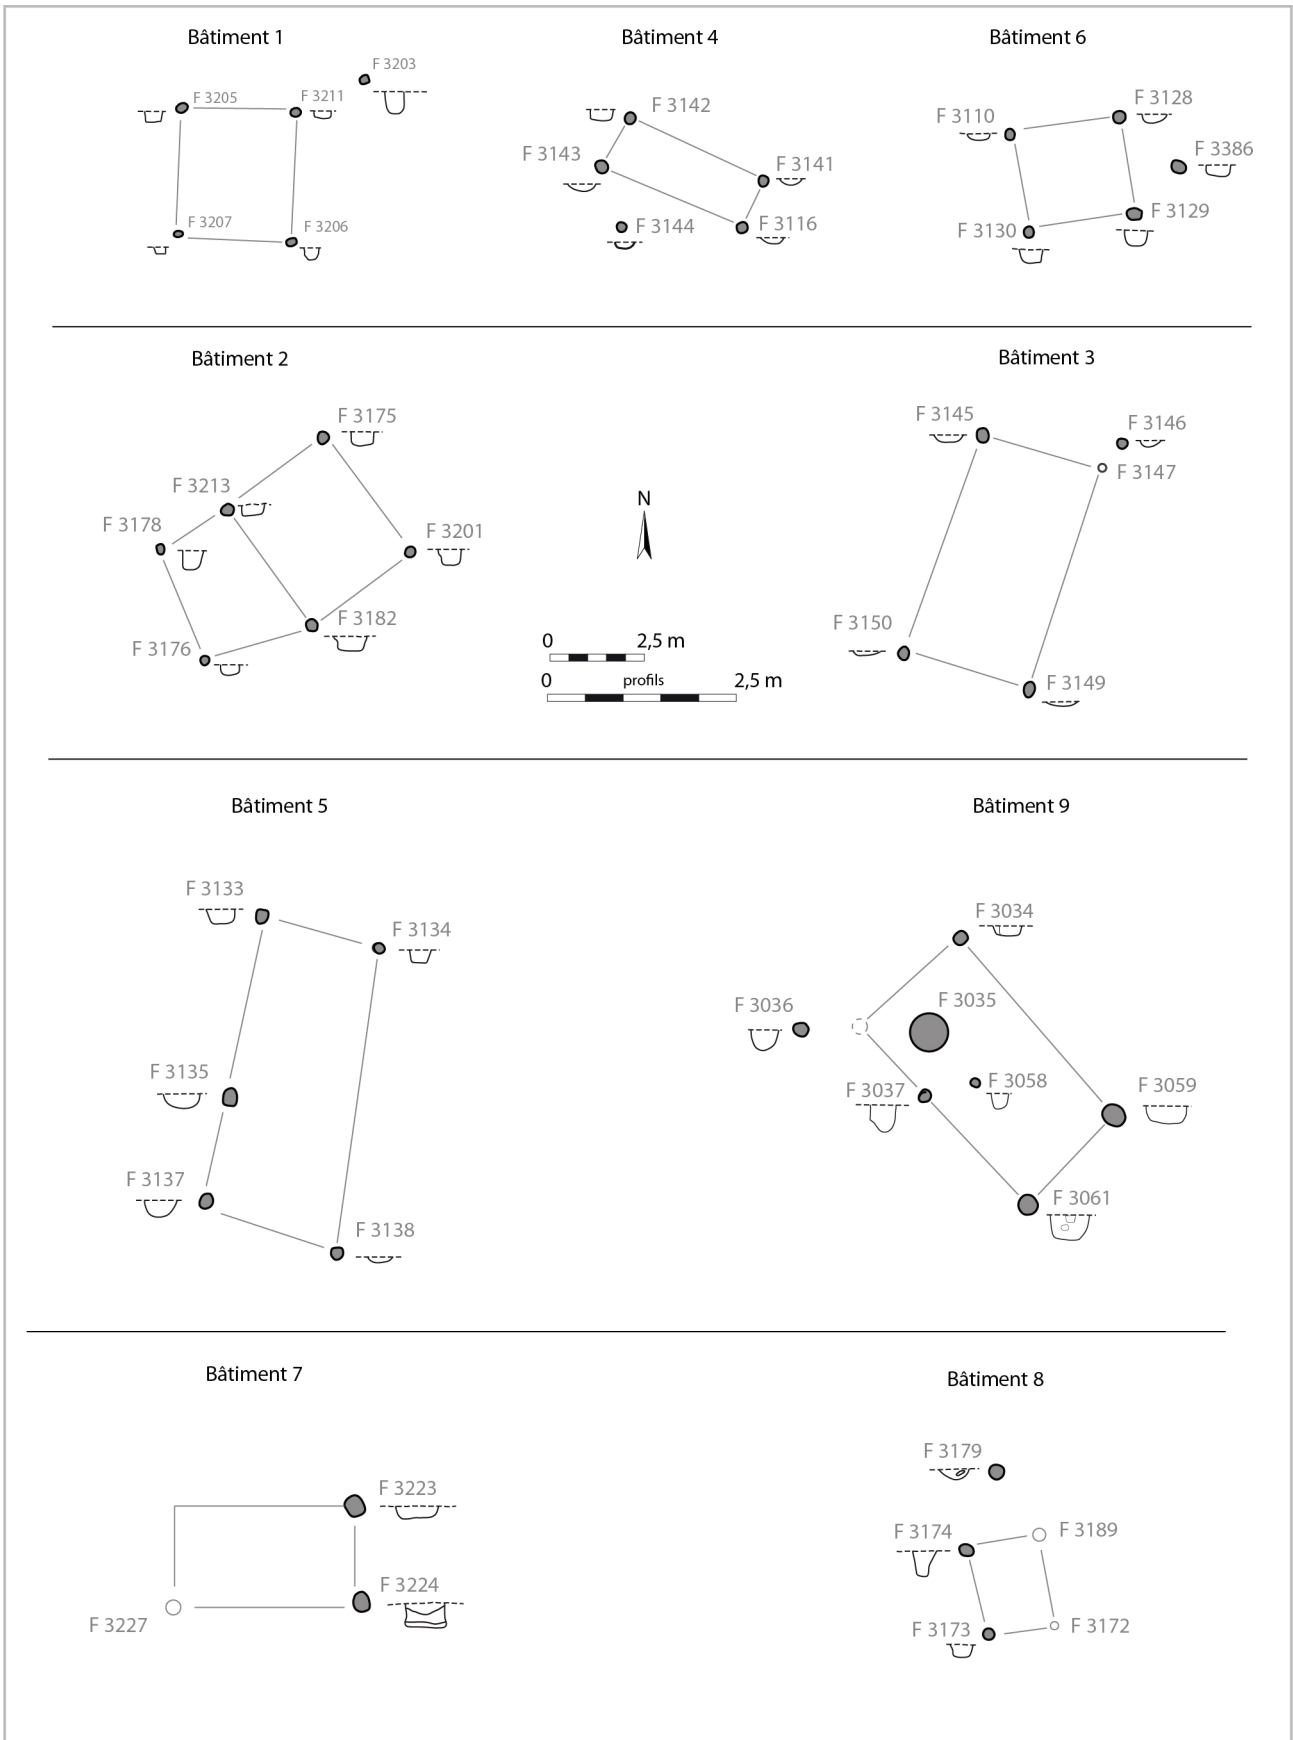 Bâtiment 1
F 3203
F 3205
F 3211
F 3207
F 3206
Bâtiment 4
F 3142
F 3143
F 3141
F 3144
F 3116
Bâtiment 6
F 3128
F 3110
F 3386
F 3129
F 3130
Bâtiment 2
F 3175
F 3213
F 3178
F 3201
F 3182
F 3176
N
0 2,5 m
0 profils 2,5 m
Bâtiment 3
F 3145
F 3146
F 3147
F 3150
F 3149
Bâtiment 5
F 3133
F 3134
F 3135
F 3137
F 3138
Bâtiment 9
F 3034
F 3036
F 3035
F 3037
F 3058
F 3059
F 3061
Bâtiment 7
F 3223
F 3224
F 3227
Bâtiment 8
F 3179
F 3174
F 3189
F 3173
F 3172